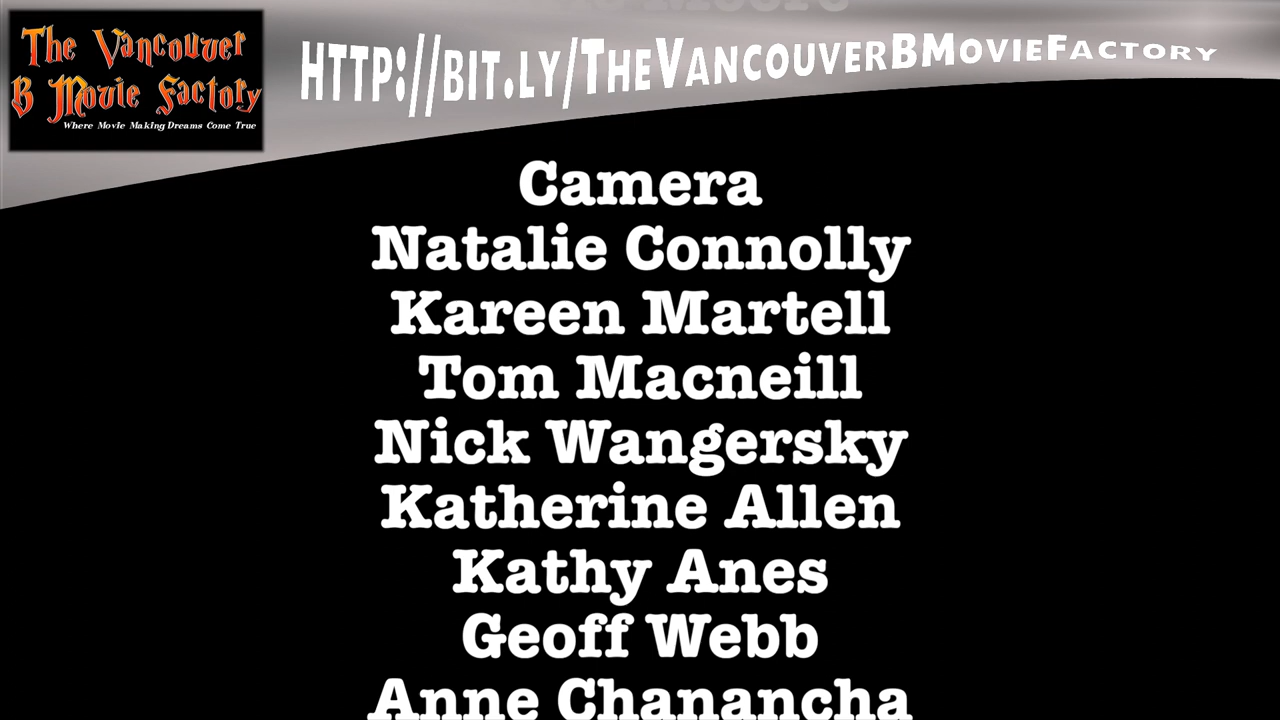 The Vancouver
B Movie Factory
Where Movie Making Dreams Come True
HTTP://BIT.LY/THEVANCOUVERBMOVIEFACTORY
Camera
Natalie Connolly
Kareen Martell
Tom Macneill
Nick Wangersky
Katherine Allen
Kathy Anes
Geoff Webb
Anne Chanancha